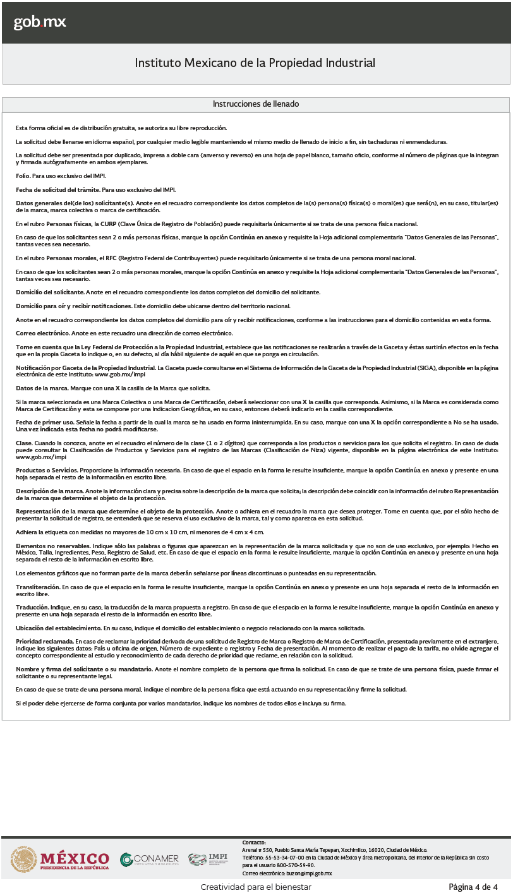 gob.mx
Instituto Mexicano de la Propiedad Industrial
Instrucciones de llenado
Esta forma oficial es de distribución gratuita, se autoriza su libre reproducción.
La solicitud debe llenarse en idioma español, por cualquier medio legible manteniendo el mismo medio de llenado de inicio a fin, sin tachaduras ni enmendaduras.
La solicitud debe ser presentada por duplicado, impresa a doble cara (anverso y reverso) en una hoja de papel blanco, tamaño oficio, conforme al número de páginas que la integran
y firmada autógrafamente en ambos ejemplares.
Folio. Para uso exclusivo del IMPI.
Fecha de solicitud del trámite. Para uso exclusivo del IMPI.
Datos generales del(de los) solicitante(s). Anote en el recuadro correspondiente los datos completos de la(s) persona(s) física(s) o moral(es) que será(n), en su caso, titular(es)
de la marca, marca colectiva o marca de certificación.
En el rubro Personas físicas, la CURP (Clave Única de Registro de Población) puede requisitarla únicamente si se trata de una persona física nacional.
En caso de que los solicitantes sean 2 o más personas físicas, marque la opción Continúa en anexo y requisite la Hoja adicional complementaria "Datos Generales de las Personas",
tantas veces sea necesario.
En el rubro Personas morales, el RFC (Registro Federal de Contribuyentes) puede requisitarla únicamente si se trata de una persona moral nacional.
En caso de que los solicitantes sean 2 o más personas morales, marque la opción Continúa en anexo y requisite la Hoja adicional complementaria "Datos Generales de las Personas",
tantas veces sea necesario.
Domicilio del solicitante. Anote en el recuadro correspondiente los datos completos del domicilio del solicitante.
Domicilio para oír y recibir notificaciones. Este domicilio debe ubicarse dentro del territorio nacional.
Anote en el recuadro correspondiente los datos completos del domicilio para oír y recibir notificaciones, conforme a las instrucciones para el domicilio contenidas en esta forma.
Correo electrónico. Anote en este recuadro una dirección de correo electrónico.
Tome en cuenta que la Ley Federal de Protección a la Propiedad Industrial, establece que las notificaciones se realizarán a través de la Gaceta y éstas surtirán efectos en la fecha
que en la propia Gaceta lo indique o, en su defecto, al día hábil siguiente de aquél en que se ponga en circulación.
Notificación por Gaceta de la Propiedad Industrial. La Gaceta puede consultarse en el Sistema de Información de la Gaceta de la Propiedad Industrial (SIGA), disponible en la página
electrónica de este Instituto: www.gob.mx/impi
Datos de la marca. Marque con una X la casilla de la Marca que solicita.
Si la marca seleccionada es una Marca Colectiva o una Marca de Certificación, deberá seleccionar con una X la casilla que corresponda. Asimismo, si la Marca es considerada como
Marca de Certificación y esta se compone por una Indicación Geográfica, en su caso, entonces deberá indicarlo en la casilla correspondiente.
Fecha de primer uso. Señale la fecha a partir de la cual la marca se ha usado en forma ininterrumpida. En su caso, marque con una X la opción correspondiente a No se ha usado.
Una vez indicada esta fecha no podrá modificarse.
Clase. Cuando la conozca, anote en el recuadro el número de la clase (1 o 2 dígitos) que corresponda a los productos o servicios para los que solicita el registro. En caso de duda
puede consultar la Clasificación de Productos y Servicios para el registro de las Marcas (Clasificación de Niza) vigente, disponible en la página electrónica de este Instituto:
www.gob.mx/impi
Productos o Servicios. Proporcione la información necesaria. En caso de que el espacio en la forma le resulte insuficiente, marque la opción Continúa en anexo y presente en una
hoja separada el resto de la información en escrito libre.
Descripción de la marca. Anote la información clara y precisa sobre la descripción de la marca que solicita; la descripción debe coincidir con la información del rubro Representación
de la marca que determine el objeto de la protección.
Representación de la marca que determine el objeto de la protección. Anote o adhiera en el recuadro la marca que desea proteger. Tome en cuenta que, por el sólo hecho de
presentar la solicitud de registro, se entenderá que se reserva el uso exclusivo de la marca, tal y como aparezca en esta solicitud.
Adhiera la etiqueta con medidas no mayores de 10 cm x 10 cm, ni menores de 4 cm x 4 cm.
Elementos no reservables. Indique sólo las palabras o figuras que aparezcan en la representación de la marca solicitada y que no son de uso exclusivo, por ejemplo: Hecho en
México, Talla, Ingredientes, Peso, Registro de Salud, etc. En caso de que el espacio en la forma le resulte insuficiente, marque la opción Continúa en anexo y presente en una hoja
separada el resto de la información en escrito libre.
Los elementos gráficos que no forman parte de la marca deberán señalarse por líneas discontinuas o punteadas en su representación.
Transliteración. En caso de que el espacio en la forma le resulte insuficiente, marque la opción Continúa en anexo y presente en una hoja separada el resto de la información en
escrito libre.
Traducción. Indique, en su caso, la traducción de la marca propuesta a registro. En caso de que el espacio en la forma le resulte insuficiente, marque la opción Continúa en anexo y
presente en una hoja separada el resto de la información en escrito libre.
Ubicación del establecimiento. En su caso, indique el domicilio del establecimiento o negocio relacionado con la marca solicitada.
Prioridad reclamada. En caso de reclamar la prioridad derivada de una solicitud de Registro de Marca o Registro de Marca de Certificación, presentada previamente en el extranjero,
indique los siguientes datos: País u oficina de origen, Número de expediente o registro y Fecha de presentación. Al momento de realizar el pago de la tarifa, no olvide agregar el
concepto correspondiente al estudio y reconocimiento de cada derecho de prioridad que reclame, en relación con la solicitud.
Nombre y firma del solicitante o su mandatario. Anote el nombre completo de la persona que firma la solicitud. En caso de que se trate de una persona física, puede firmar el
solicitante o su representante legal.
En caso de que se trate de una persona moral, indique el nombre de la persona física que está actuando en su representación y firme la solicitud.
Si el poder debe ejercerse de forma conjunta por varios mandatarios, indique los nombres de todos ellos e incluya su firma.
MÉXICO
PRESIDENCIA DE LA REPÚBLICA
CONAMER
IMPI
Contacto:
Arenal # 550, Pueblo Santa María Tepepan, Xochimilco, 16020, Ciudad de México.
Teléfono: 55-53-34-07-00 en la Ciudad de México y área metropolitana, del interior de la República sin costo
para el usuario 800-570-59-90.
Correo electrónico: buzon@impi.gob.mx
Creatividad para el bienestar
Página 4 de 4